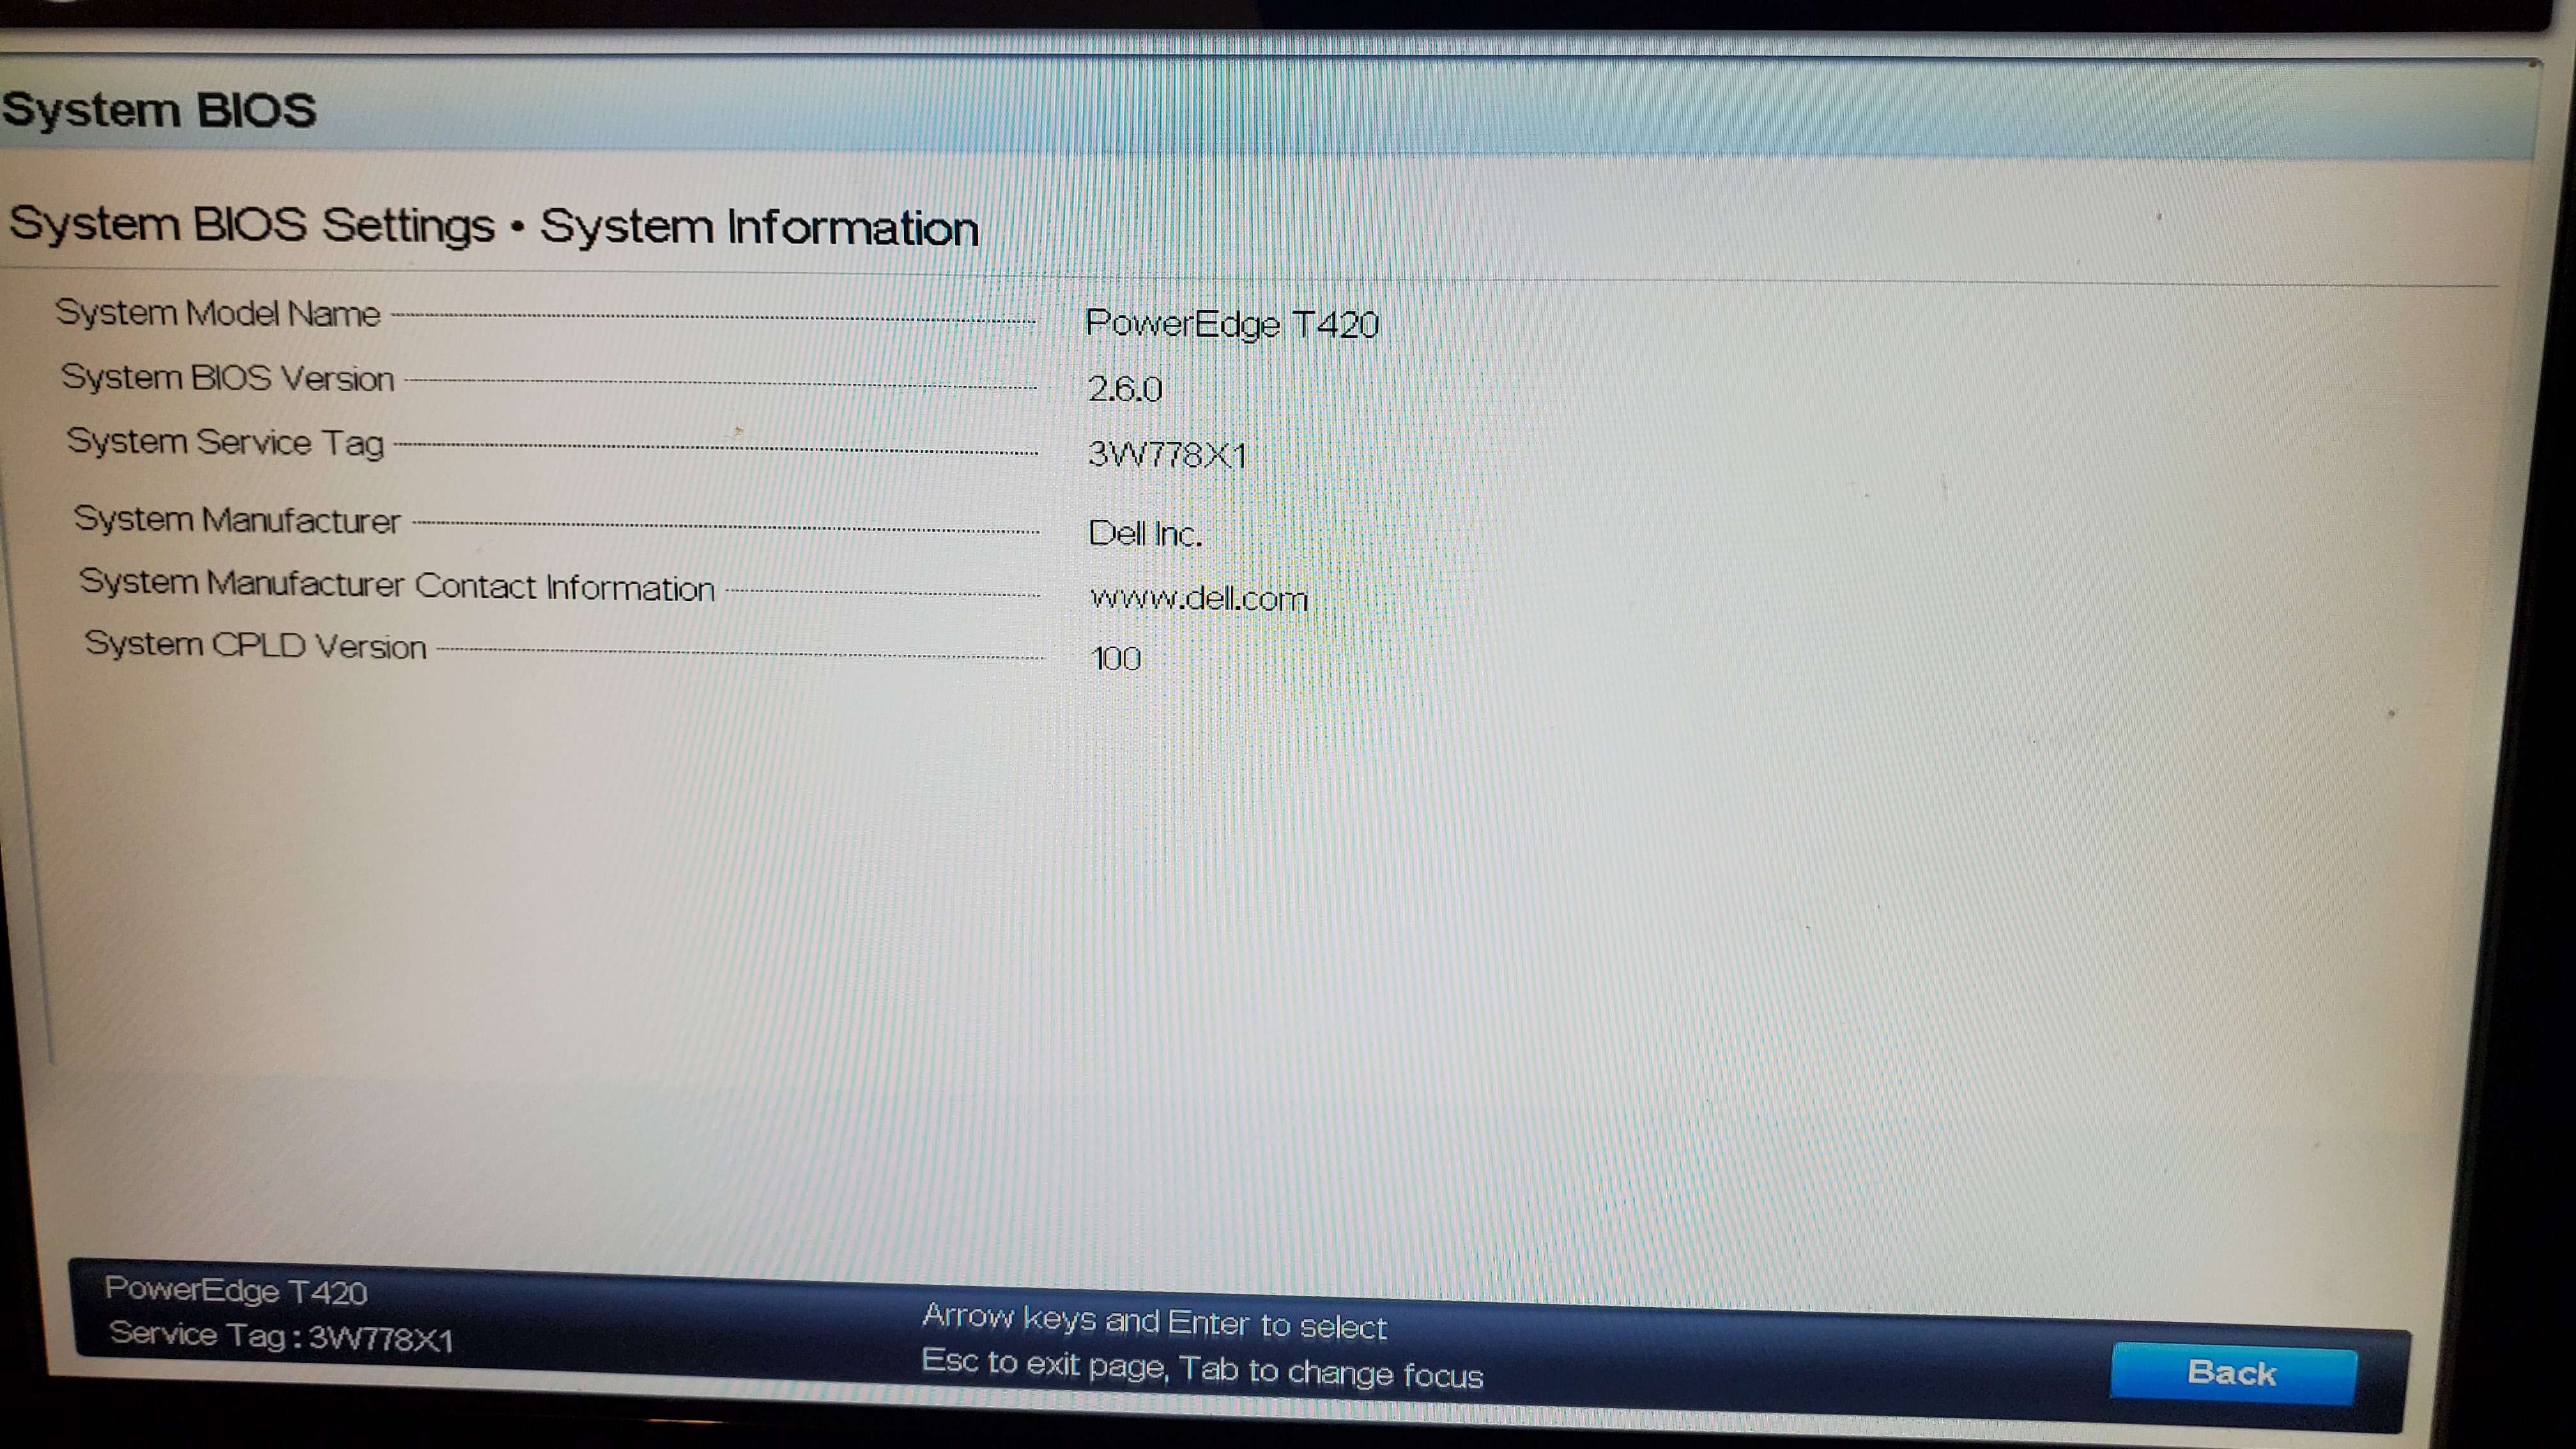 System BIOS
System BIOS Settings • System Information
System Model Name PowerEdge T420
System BIOS Version 2.6.0
System Service Tag 3W778X1
System Manufacturer Dell Inc.
System Manufacturer Contact Information www.dell.com
System CPLD Version 100
PowerEdge T420
Service Tag : 3W778X1
Arrow keys and Enter to select
Esc to exit page, Tab to change focus
Back